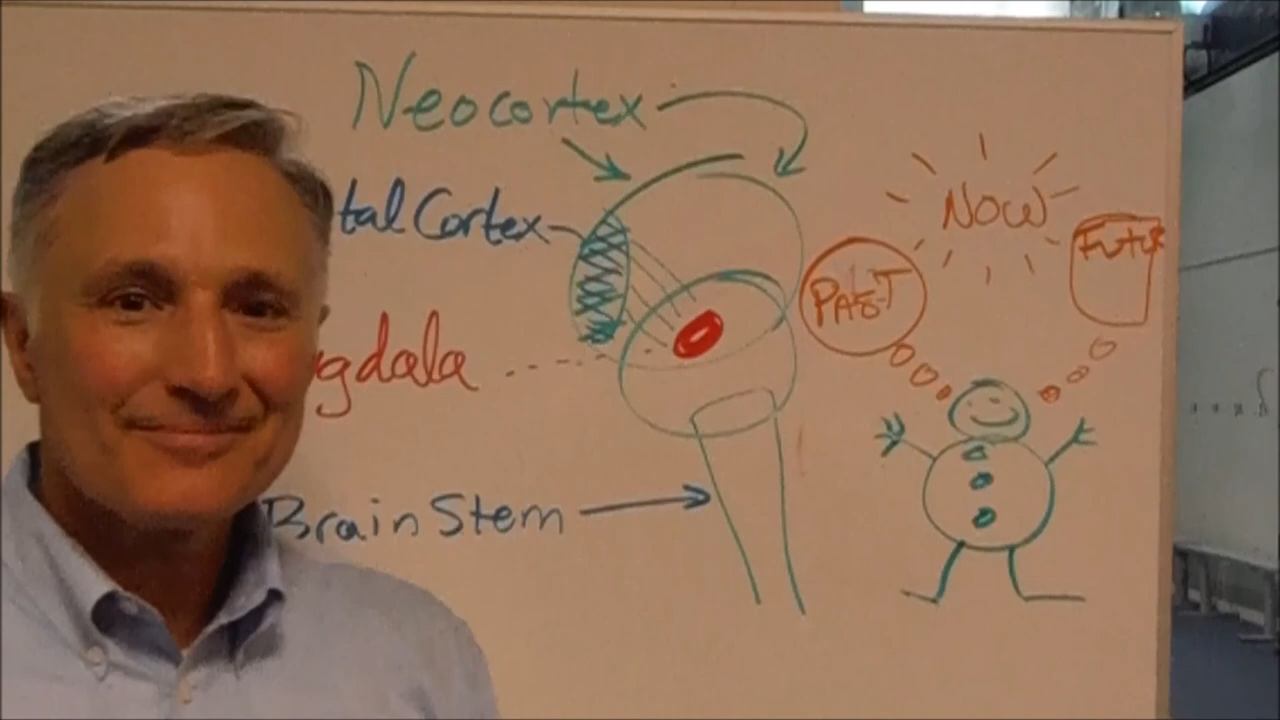 Neocortex
tal Cortex
gdala
Brain Stem
NOW
PAST
Futur